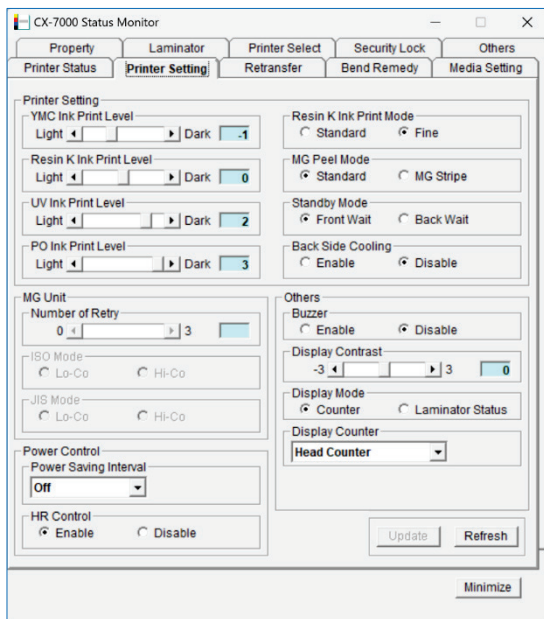 CX-7000 Status Monitor
Property Laminator Printer Select Security Lock Others
Printer Status Printer Setting Retransfer Bend Remedy Media Setting
Printer Setting
YMC Ink Print Level
Light Dark -1
Resin K Ink Print Level
Light Dark 0
UV Ink Print Level
Light Dark 2
PO Ink Print Level
Light Dark 3
Resin K Ink Print Mode
Standard Fine
MG Peel Mode
Standard MG Stripe
Standby Mode
Front Wait Back Wait
Back Side Cooling
Enable Disable
MG Unit
Number of Retry
0 3
ISO Mode
Lo-Co Hi-Co
JIS Mode
Lo-Co Hi-Co
Power Control
Power Saving Interval
Off
HR Control
Enable Disable
Others
Buzzer
Enable Disable
Display Contrast
-3 3 0
Display Mode
Counter Laminator Status
Display Counter
Head Counter
Update Refresh
Minimize